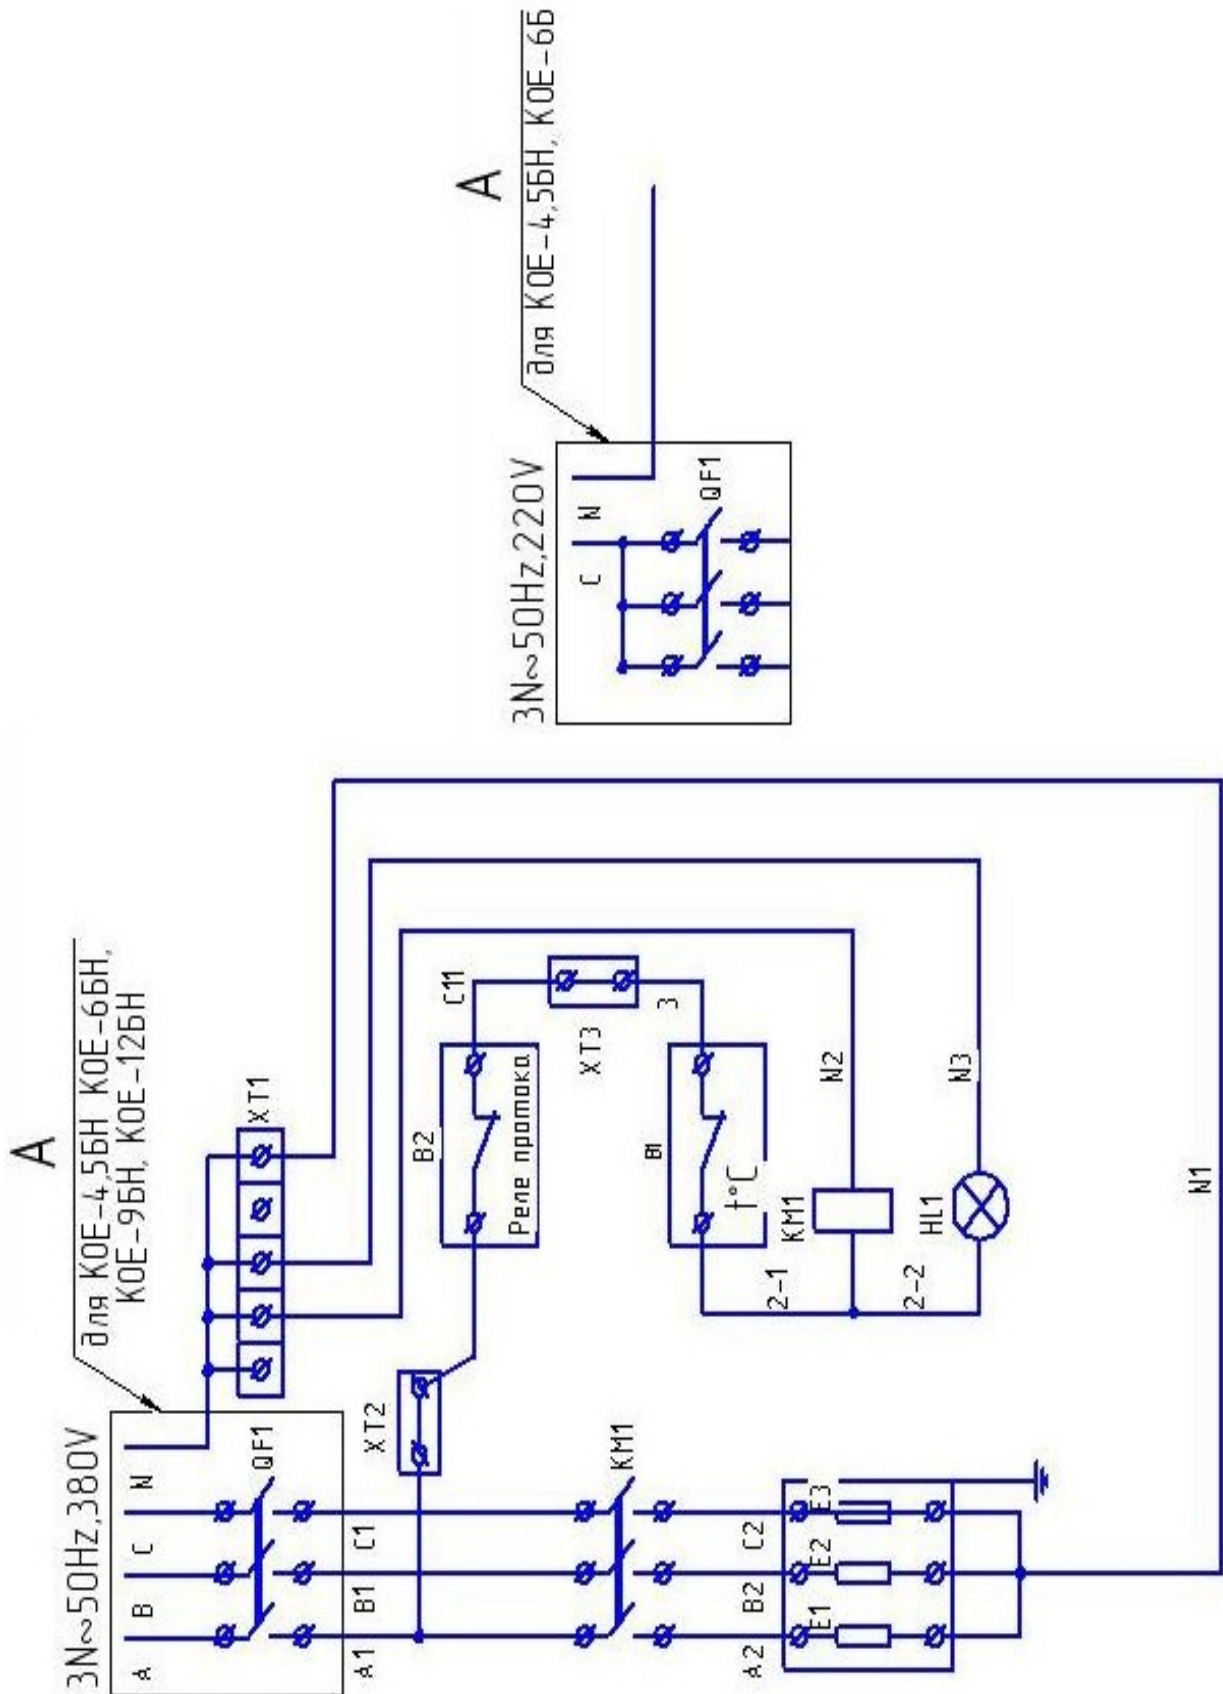 А
для КОЕ-4,5БН КОЕ-6БН,
КОЕ-9БН, КОЕ-12БН
3N~50Hz,380V
A
B
C
N
QF1
XT1
A1
B1
C1
XT2
B2
Реле протока
C11
XT3
3
B1
t°C
2-1
KM1
N2
2-2
HL1
N3
KM1
A2
B2
C2
E1
E2
E3
N1
А
для КОЕ-4,5БН, КОЕ-6Б
3N~50Hz,220V
C
N
QF1